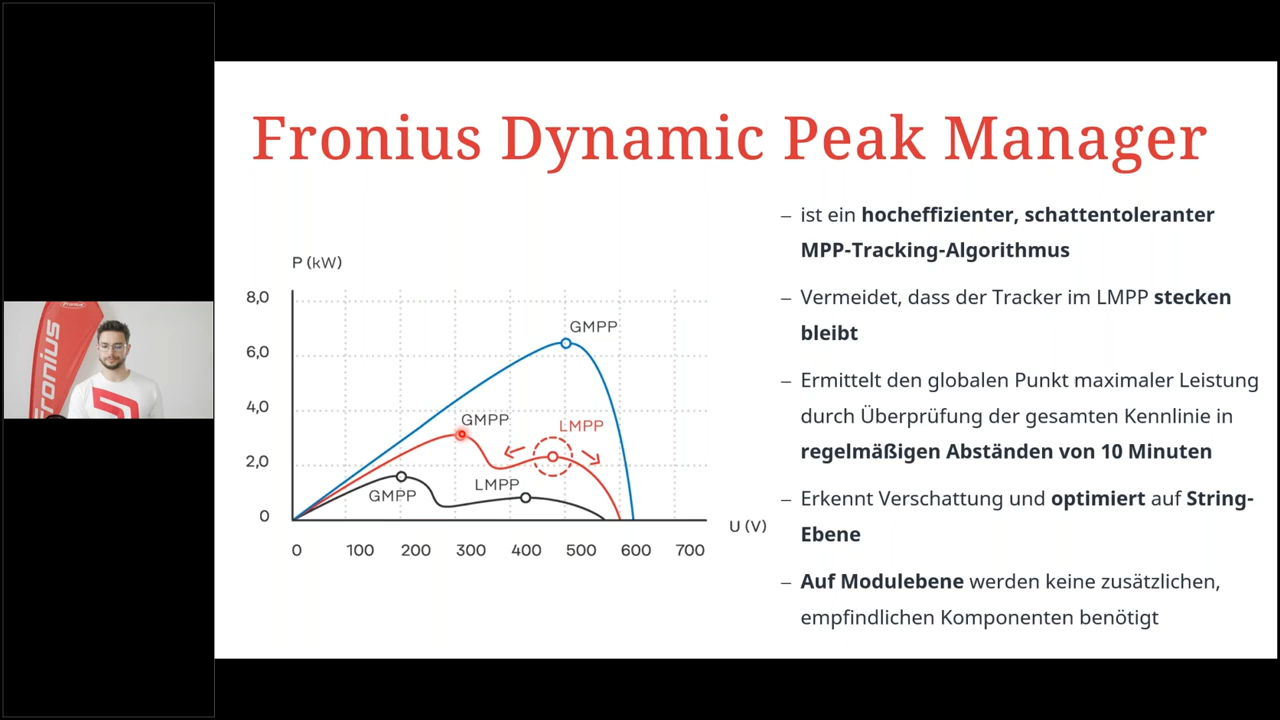 Fronius Dynamic Peak Manager
– ist ein hocheffizienter, schattentoleranter
MPP-Tracking-Algorithmus
– Vermeidet, dass der Tracker im LMPP stecken
bleibt
– Ermittelt den globalen Punkt maximaler Leistung
durch Überprüfung der gesamten Kennlinie in
regelmäßigen Abständen von 10 Minuten
– Erkennt Verschattung und optimiert auf String-
Ebene
– Auf Modulebene werden keine zusätzlichen,
empfindlichen Komponenten benötigt
P (kW)
8,0
6,0
4,0
2,0
0
GMPP
GMPP
LMPP
GMPP
LMPP
U (V)
0 100 200 300 400 500 600 700
Fronius
Fronius